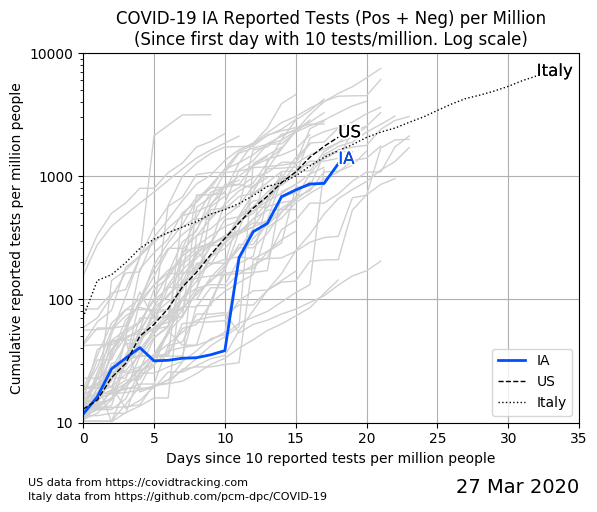 COVID-19 IA Reported Tests (Pos + Neg) per Million
(Since first day with 10 tests/million. Log scale)
Cumulative reported tests per million people
10000
1000
100
10
Italy
US
IA
IA
US
Italy
0 5 10 15 20 25 30 35
Days since 10 reported tests per million people
US data from https://covidtracking.com
Italy data from https://github.com/pcm-dpc/COVID-19
27 Mar 2020